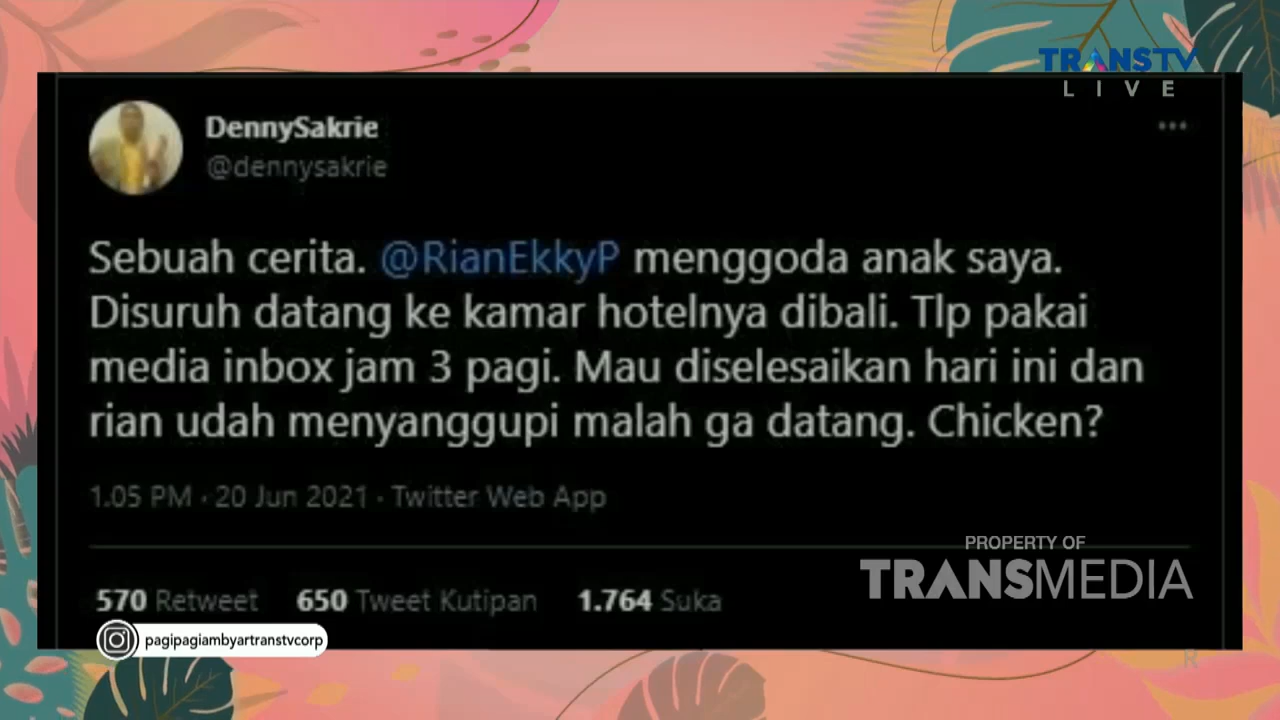 TRANSTV
LIVE
DennySakrie
@dennysakrie
Sebuah cerita. @RianEkkyP menggoda anak saya.
Disuruh datang ke kamar hotelnya dibali. Tlp pakai
media inbox jam 3 pagi. Mau diselesaikan hari ini dan
rian udah menyanggupi malah ga datang. Chicken?
1.05 PM · 20 Jun 2021 · Twitter Web App
PROPERTY OF
TRANSMEDIA
570 Retweet 650 Tweet Kutipan 1.764 Suka
pagipagiambyartranstvcorp
R